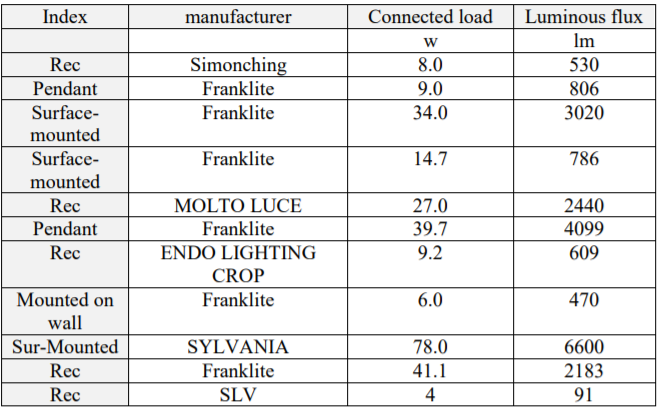 Index manufacturer Connected load Luminous flux
w lm
Rec Simonching 8.0 530
Pendant Franklite 9.0 806
Surface- Franklite 34.0 3020
mounted
Surface- Franklite 14.7 786
mounted
Rec MOLTO LUCE 27.0 2440
Pendant Franklite 39.7 4099
Rec ENDO LIGHTING 9.2 609
CROP
Mounted on Franklite 6.0 470
wall
Sur-Mounted SYLVANIA 78.0 6600
Rec Franklite 41.1 2183
Rec SLV 4 91